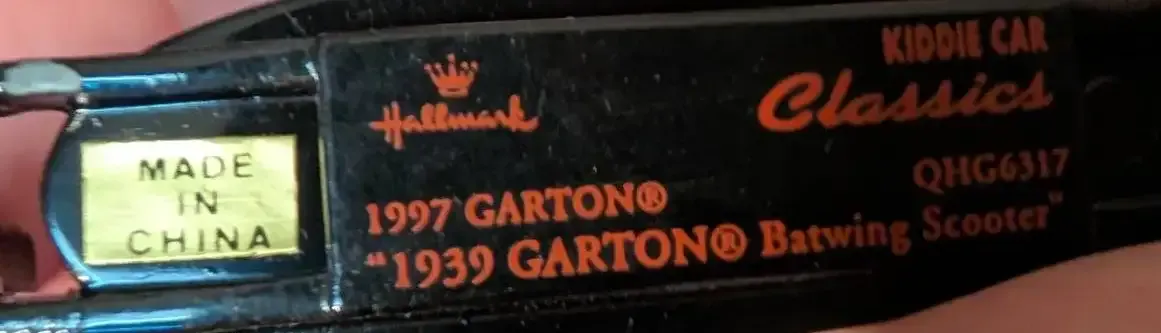 MADE
IN
CHINA
Hallmark
KIDDIE CAR
Classics
QHG6317
1997 GARTON®
"1939 GARTON® Batwing Scooter"